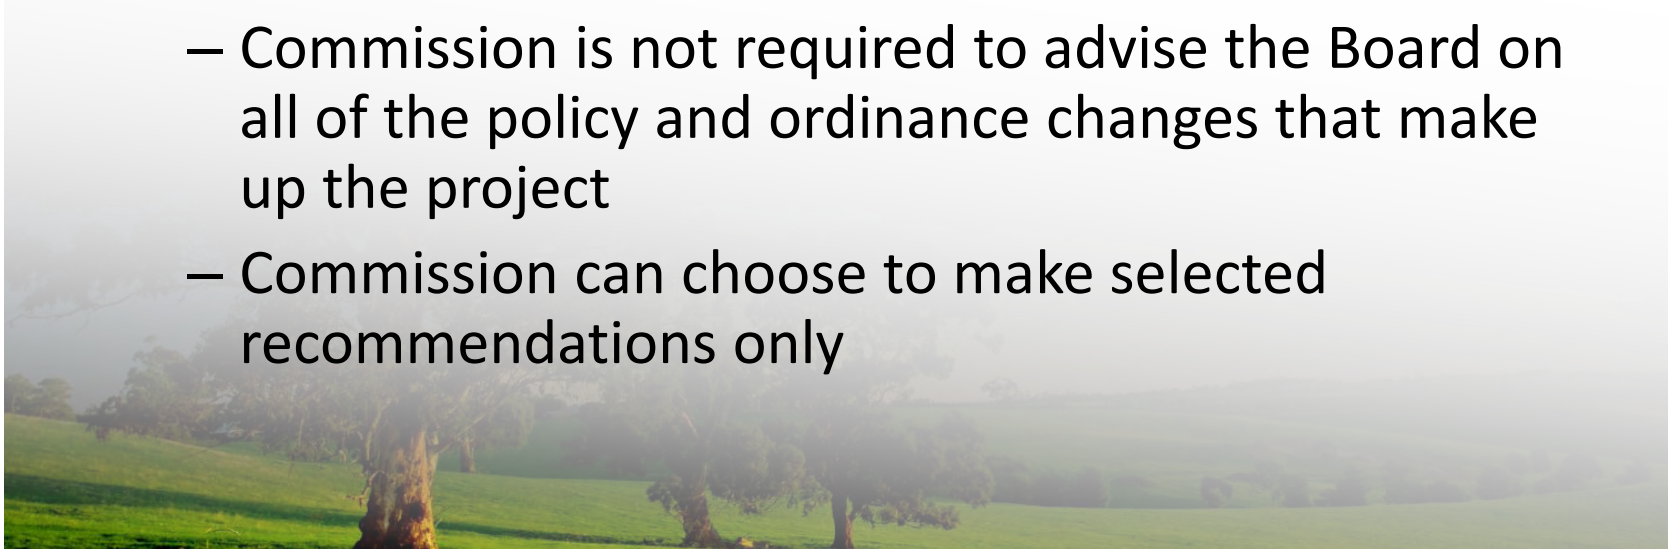 – Commission is not required to advise the Board on
all of the policy and ordinance changes that make
up the project
– Commission can choose to make selected
recommendations only